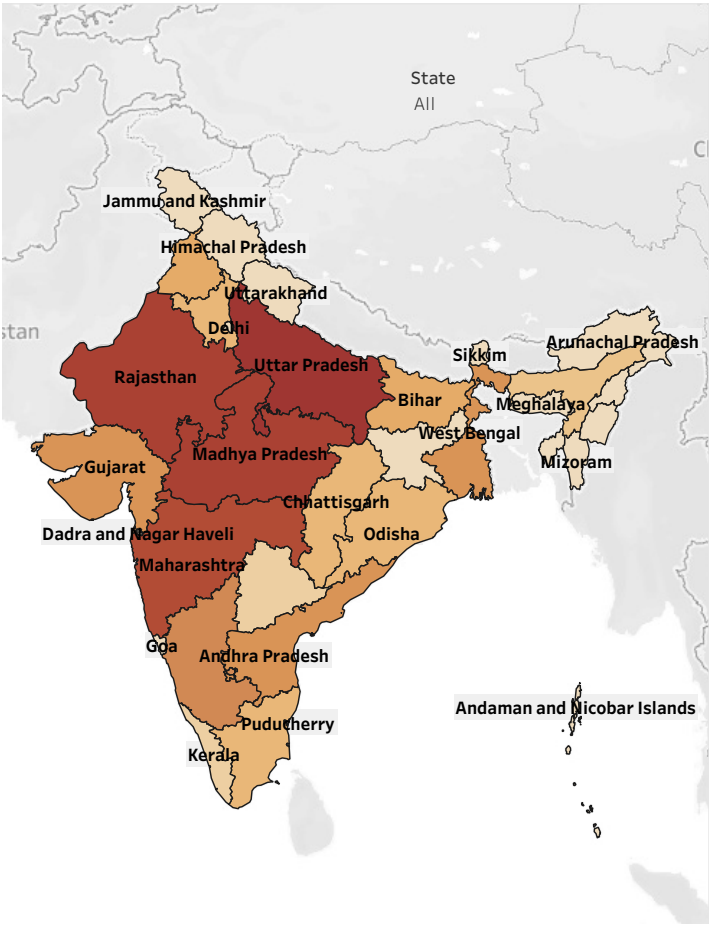 State
All
Jammu and Kashmir
Himachal Pradesh
Uttarakhand
Delhi
Rajasthan
Uttar Pradesh
Sikkim
Arunachal Pradesh
Bihar
Meghalaya
West Bengal
Madhya Pradesh
Mizoram
Gujarat
Chhattisgarh
Dadra and Nagar Haveli
Odisha
Maharashtra
Goa
Andhra Pradesh
Andaman and Nicobar Islands
Puducherry
Kerala
stan